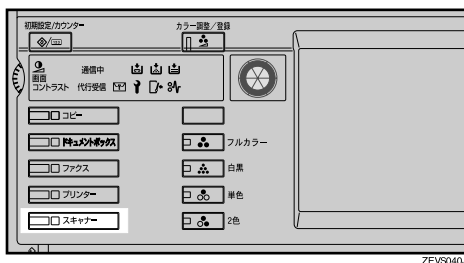 初期設定/カウンター
カラー調整/登録
画面
コントラスト
通信中
代行受信
コピー
ドキュメントボックス
フルカラー
ファクス
白黒
プリンター
単色
スキャナー
2色
ZEVS040J